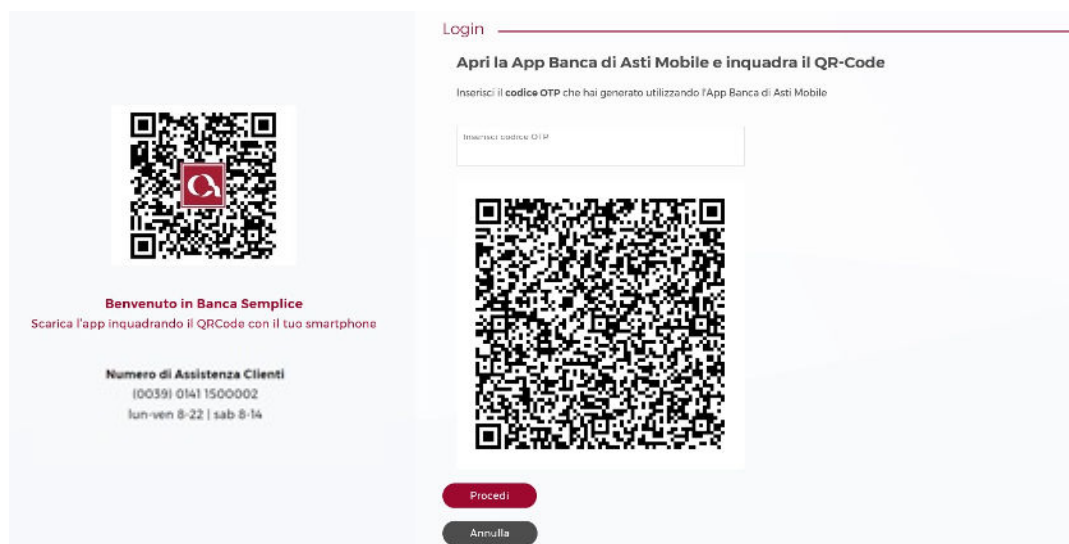 Login
Apri la App Banca di Asti Mobile e inquadra il QR-Code
Inserisci il codice OTP che hai generato utilizzando l'App Banca di Asti Mobile
Inserisci codice OTP
Benvenuto in Banca Semplice
Scarica l'app inquadrando il QRCode con il tuo smartphone
Numero di Assistenza Clienti
(0039) 0141 1500002
lun-ven 8-22 | sab 8-14
Procedi
Annulla